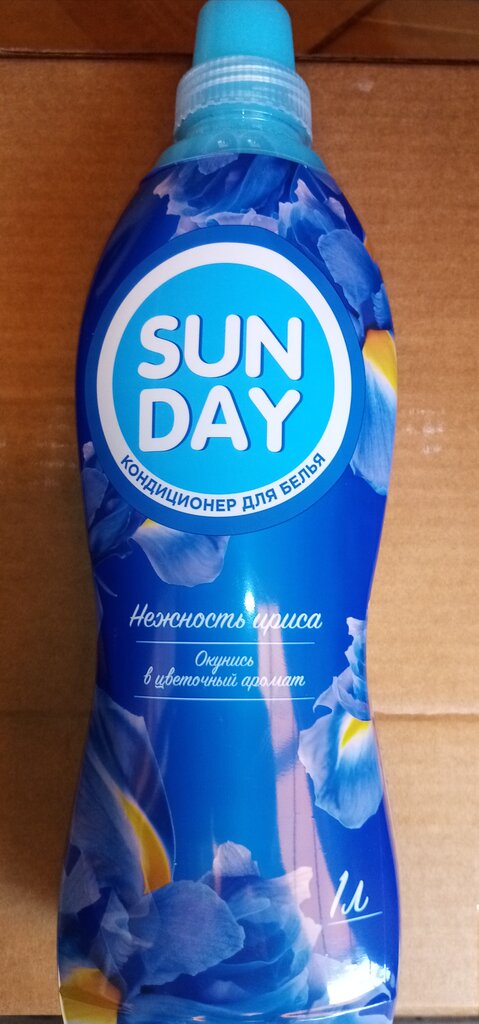 SUN
DAY
КОНДИЦИОНЕР ДЛЯ БЕЛЬЯ
Нежность ириса
Окунись
в цветочный аромат
1л